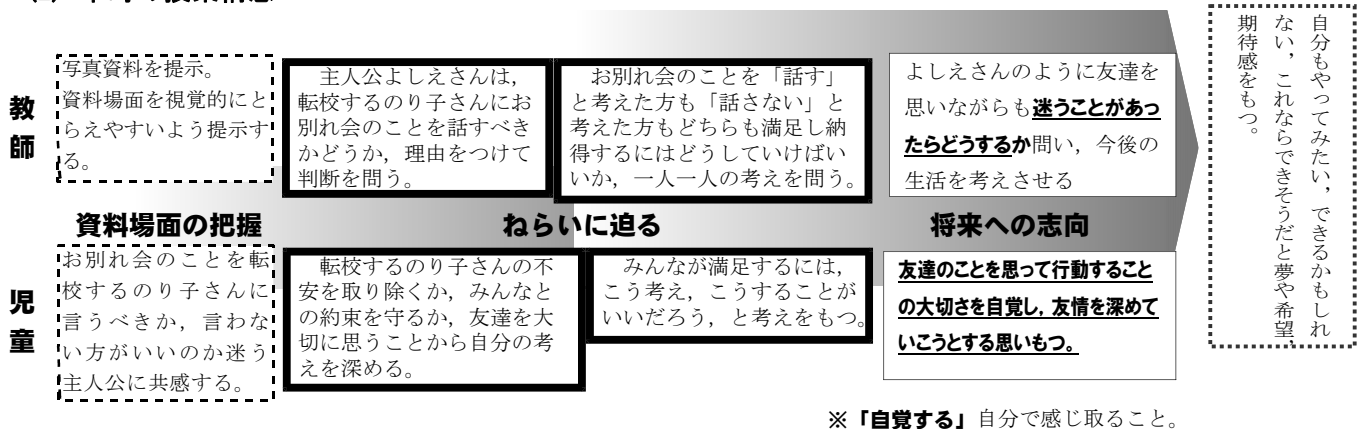 教師
写真資料を提示。
資料場面を視覚的にと
らえやすいよう提示す
る。
主人公よしえさんは，
転校するのり子さんにお
別れ会のことを話すべき
かどうか，理由をつけて
判断を問う。
お別れ会のことを「話す」
と考えた方も「話さない」と
考えた方もどちらも満足し納
得するにはどうしていけばい
いか，一人一人の考えを問う。
よしえさんのように友達を
思いながらも迷うことがあっ
たらどうするか問い，今後の
生活を考えさせる
資料場面の把握
ねらいに迫る
将来への志向
児童
お別れ会のことを転
校するのり子さんに
言うべきか，言わな
い方がいいのか迷う
主人公に共感する。
転校するのり子さんの不
安を取り除くか，みんなと
の約束を守るか，友達を大
切に思うことから自分の考
えを深める。
みんなが満足するには，
こう考え，こうすることが
いいだろう，と考えをもつ。
友達のことを思って行動すること
の大切さを自覚し，友情を深めて
いこうとする思いもつ。
自分もやってみたい，できるかもしれ
ない，これならできそうだと夢や希望，
期待感をもつ。
※「自覚する」自分で感じ取ること。